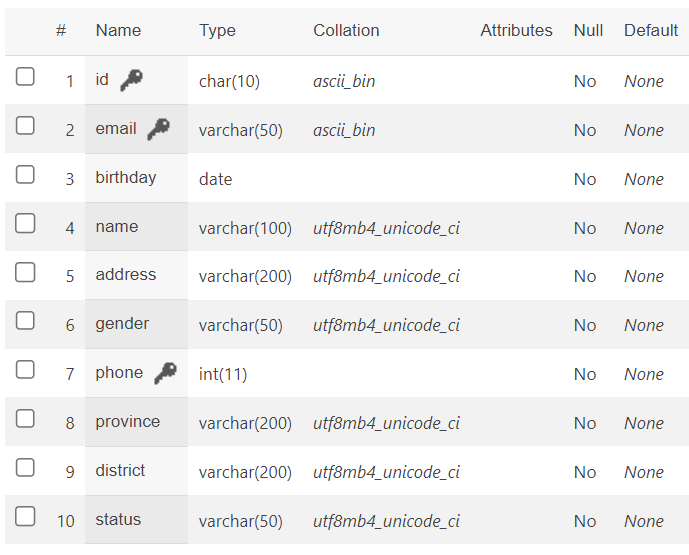 # Name Type Collation Attributes Null Default
1 id char(10) ascii_bin No None
2 email varchar(50) ascii_bin No None
3 birthday date No None
4 name varchar(100) utf8mb4_unicode_ci No None
5 address varchar(200) utf8mb4_unicode_ci No None
6 gender varchar(50) utf8mb4_unicode_ci No None
7 phone int(11) No None
8 province varchar(200) utf8mb4_unicode_ci No None
9 district varchar(200) utf8mb4_unicode_ci No None
10 status varchar(50) utf8mb4_unicode_ci No None